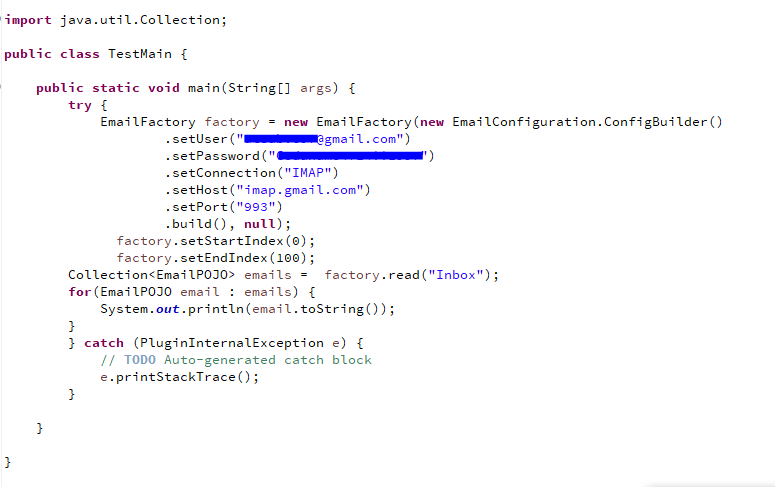 import java.util.Collection;
public class TestMain {
public static void main(String[] args) {
try {
EmailFactory factory = new EmailFactory(new EmailConfiguration.ConfigBuilder()
.setUser("@gmail.com")
.setPassword("")
.setConnection("IMAP")
.setHost("imap.gmail.com")
.setPort("993")
.build(), null);
factory.setStartIndex(0);
factory.setEndIndex(100);
Collection<EmailPOJO> emails =  factory.read("Inbox");
for(EmailPOJO email : emails) {
System.out.println(email.toString());
}
} catch (PluginInternalException e) {
// TODO Auto-generated catch block
e.printStackTrace();
}
}
}